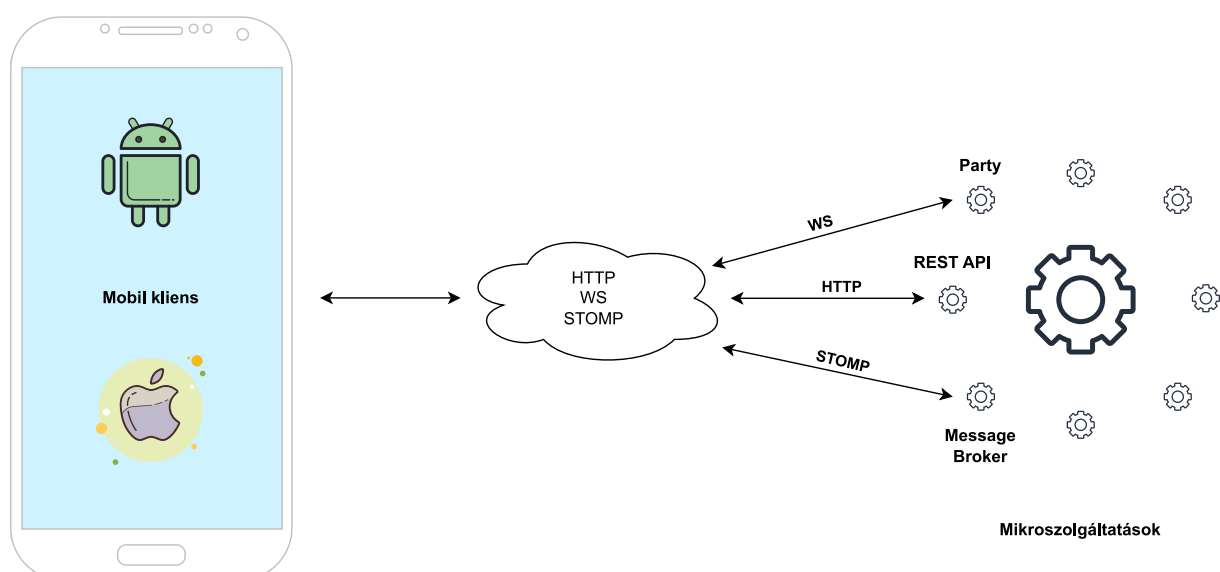 Mobil kliens
HTTP
WS
STOMP
WS
HTTP
STOMP
Party
REST API
Message
Broker
Mikroszolgáltatások